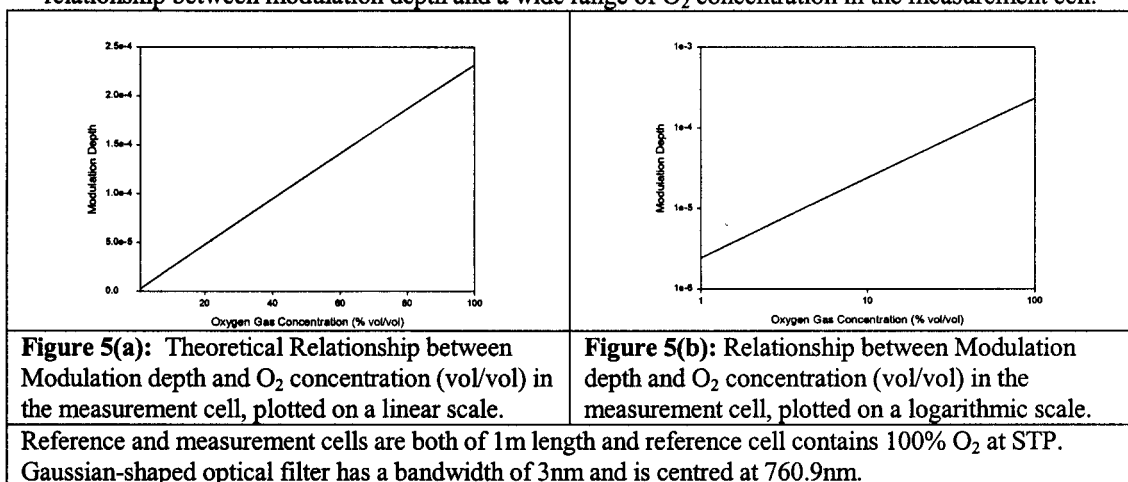 relationship between modulation depth and a wide range of O₂ concentration in the measurement cell.
2.5e-4
2.0e-4
1.5e-4
1.0e-4
5.0e-5
0.0
Modulation Depth
20 40 60 80 100
Oxygen Gas Concentration (% vol/vol)
1e-3
1e-4
1e-5
1e-6
Modulation Depth
1 10 100
Oxygen Gas Concentration (% vol/vol)
Figure 5(a): Theoretical Relationship between
Modulation depth and O₂ concentration (vol/vol) in
the measurement cell, plotted on a linear scale.
Figure 5(b): Relationship between Modulation
depth and O₂ concentration (vol/vol) in the
measurement cell, plotted on a logarithmic scale.
Reference and measurement cells are both of 1m length and reference cell contains 100% O₂ at STP.
Gaussian-shaped optical filter has a bandwidth of 3nm and is centred at 760.9nm.